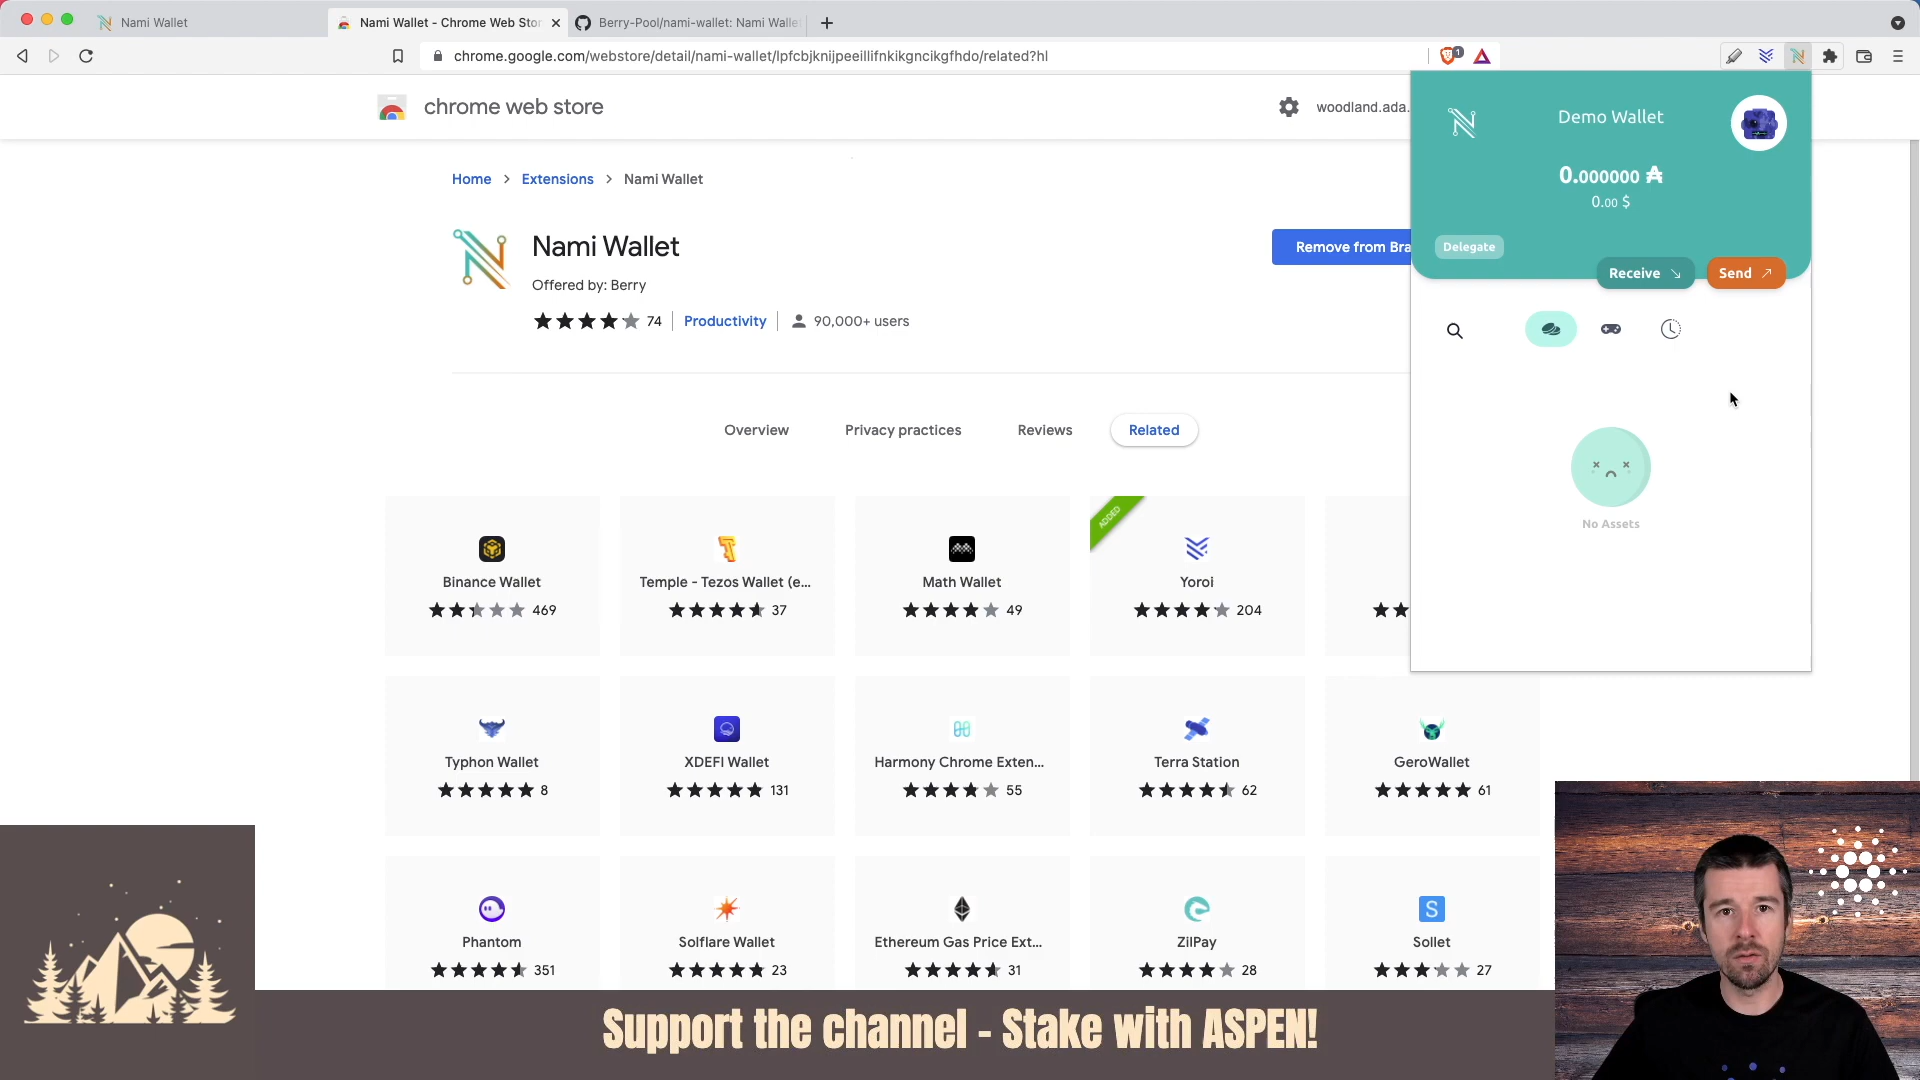 Nami Wallet
Nami Wallet - Chrome Web Stor
Berry-Pool/nami-wallet: Nami Walle
chrome.google.com/webstore/detail/nami-wallet/lpfcbjknijpeeillifnkikgncikgfhdo/related?hl
1
chrome web store
woodland.ada.
Home > Extensions > Nami Wallet
Nami Wallet
Offered by: Berry
74
Productivity
90,000+ users
Remove from Bra
Overview
Privacy practices
Reviews
Related
Demo Wallet
0.000000 ₳
0.00 $
Delegate
Receive
Send
No Assets
ADDED
Binance Wallet
469
Temple - Tezos Wallet (e...
37
Math Wallet
49
Yoroi
204
Typhon Wallet
8
XDEFI Wallet
131
Harmony Chrome Exten...
55
Terra Station
62
GeroWallet
61
Phantom
351
Solflare Wallet
23
Ethereum Gas Price Ext...
31
ZilPay
28
S
Sollet
27
Support the channel - Stake with ASPEN!